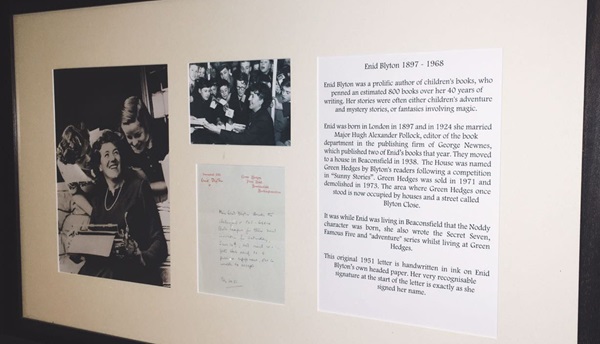 Enid Blyton 1897 - 1968
Enid Blyton was a prolific author of children's books, who
penned an estimated 800 books over her 40 years of
writing. Her stories were often either children's adventure
and mystery stories, or fantasies involving magic.
Enid was born in London in 1897 and in 1924 she married
Major Hugh Alexander Pollock, editor of the book
department in the publishing firm of George Newnes,
which published two of Enid's books that year. They moved
to a house in Beaconsfield in 1938. The House was named
Green Hedges by Blyton's readers following a competition
in "Sunny Stories". Green Hedges was sold in 1971 and
demolished in 1973. The area where Green Hedges once
stood is now occupied by houses and a street called
Blyton Close.
It was while Enid was living in Beaconsfield that the Noddy
character was born, she also wrote the Secret Seven,
Famous Five and "adventure" series whilst living at Green
Hedges.
This original 1951 letter is handwritten in ink on Enid
Blyton's own headed paper. Her very recognisable
signature at the start of the letter is exactly as she
signed her name.